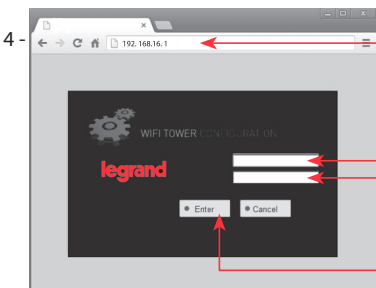 4 -
192. 168.16. 1
WIFI TOWER CONFIGURATION
legrand
Enter
Cancel